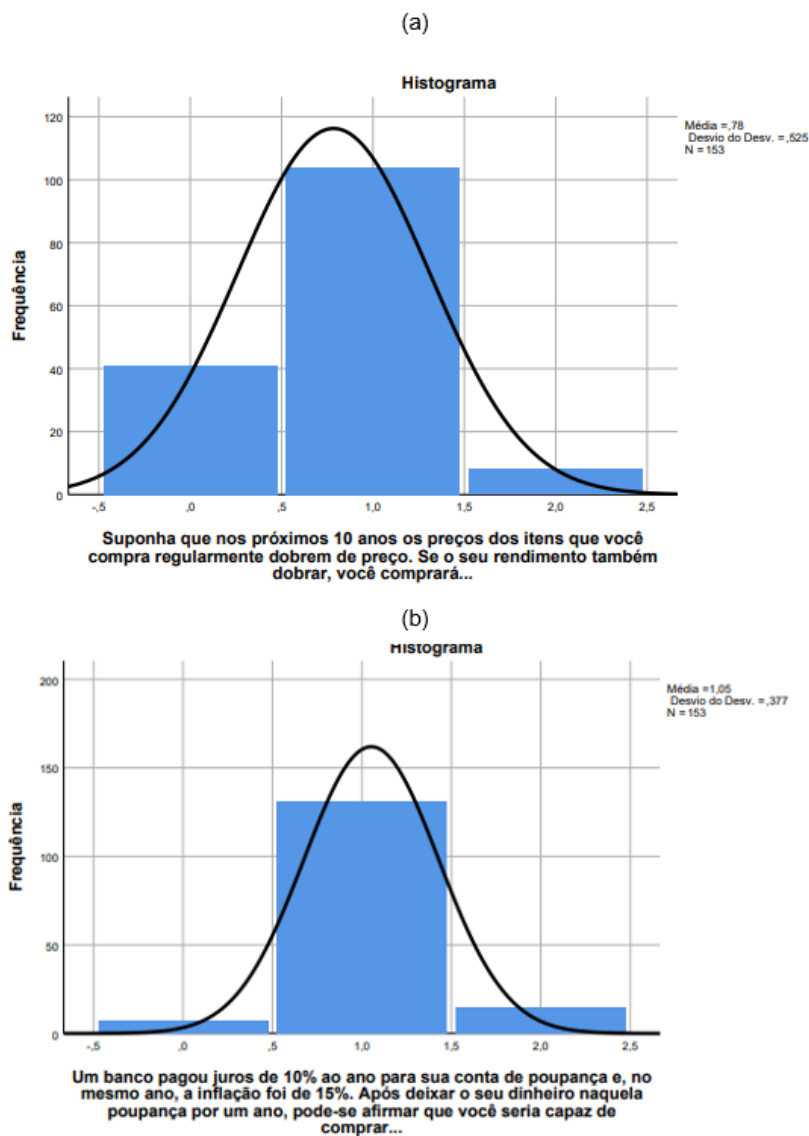 (a)
Histograma
Média =,78
Desvio do Desv. = ,525
N = 153
120
100
80
60
40
20
0
Frequência
-,5 ,0 ,5 1,0 1,5 2,0 2,5
Suponha que nos próximos 10 anos os preços dos itens que você
compra regularmente dobrem de preço. Se o seu rendimento também
dobrar, você comprará...
(b)
Histograma
Média =1,05
Desvio do Desv. = ,377
N = 153
200
150
100
50
0
Frequência
-,5 ,0 ,5 1,0 1,5 2,0 2,5
Um banco pagou juros de 10% ao ano para sua conta de poupança e, no
mesmo ano, a inflação foi de 15%. Após deixar o seu dinheiro naquela
poupança por um ano, pode-se afirmar que você seria capaz de
comprar...